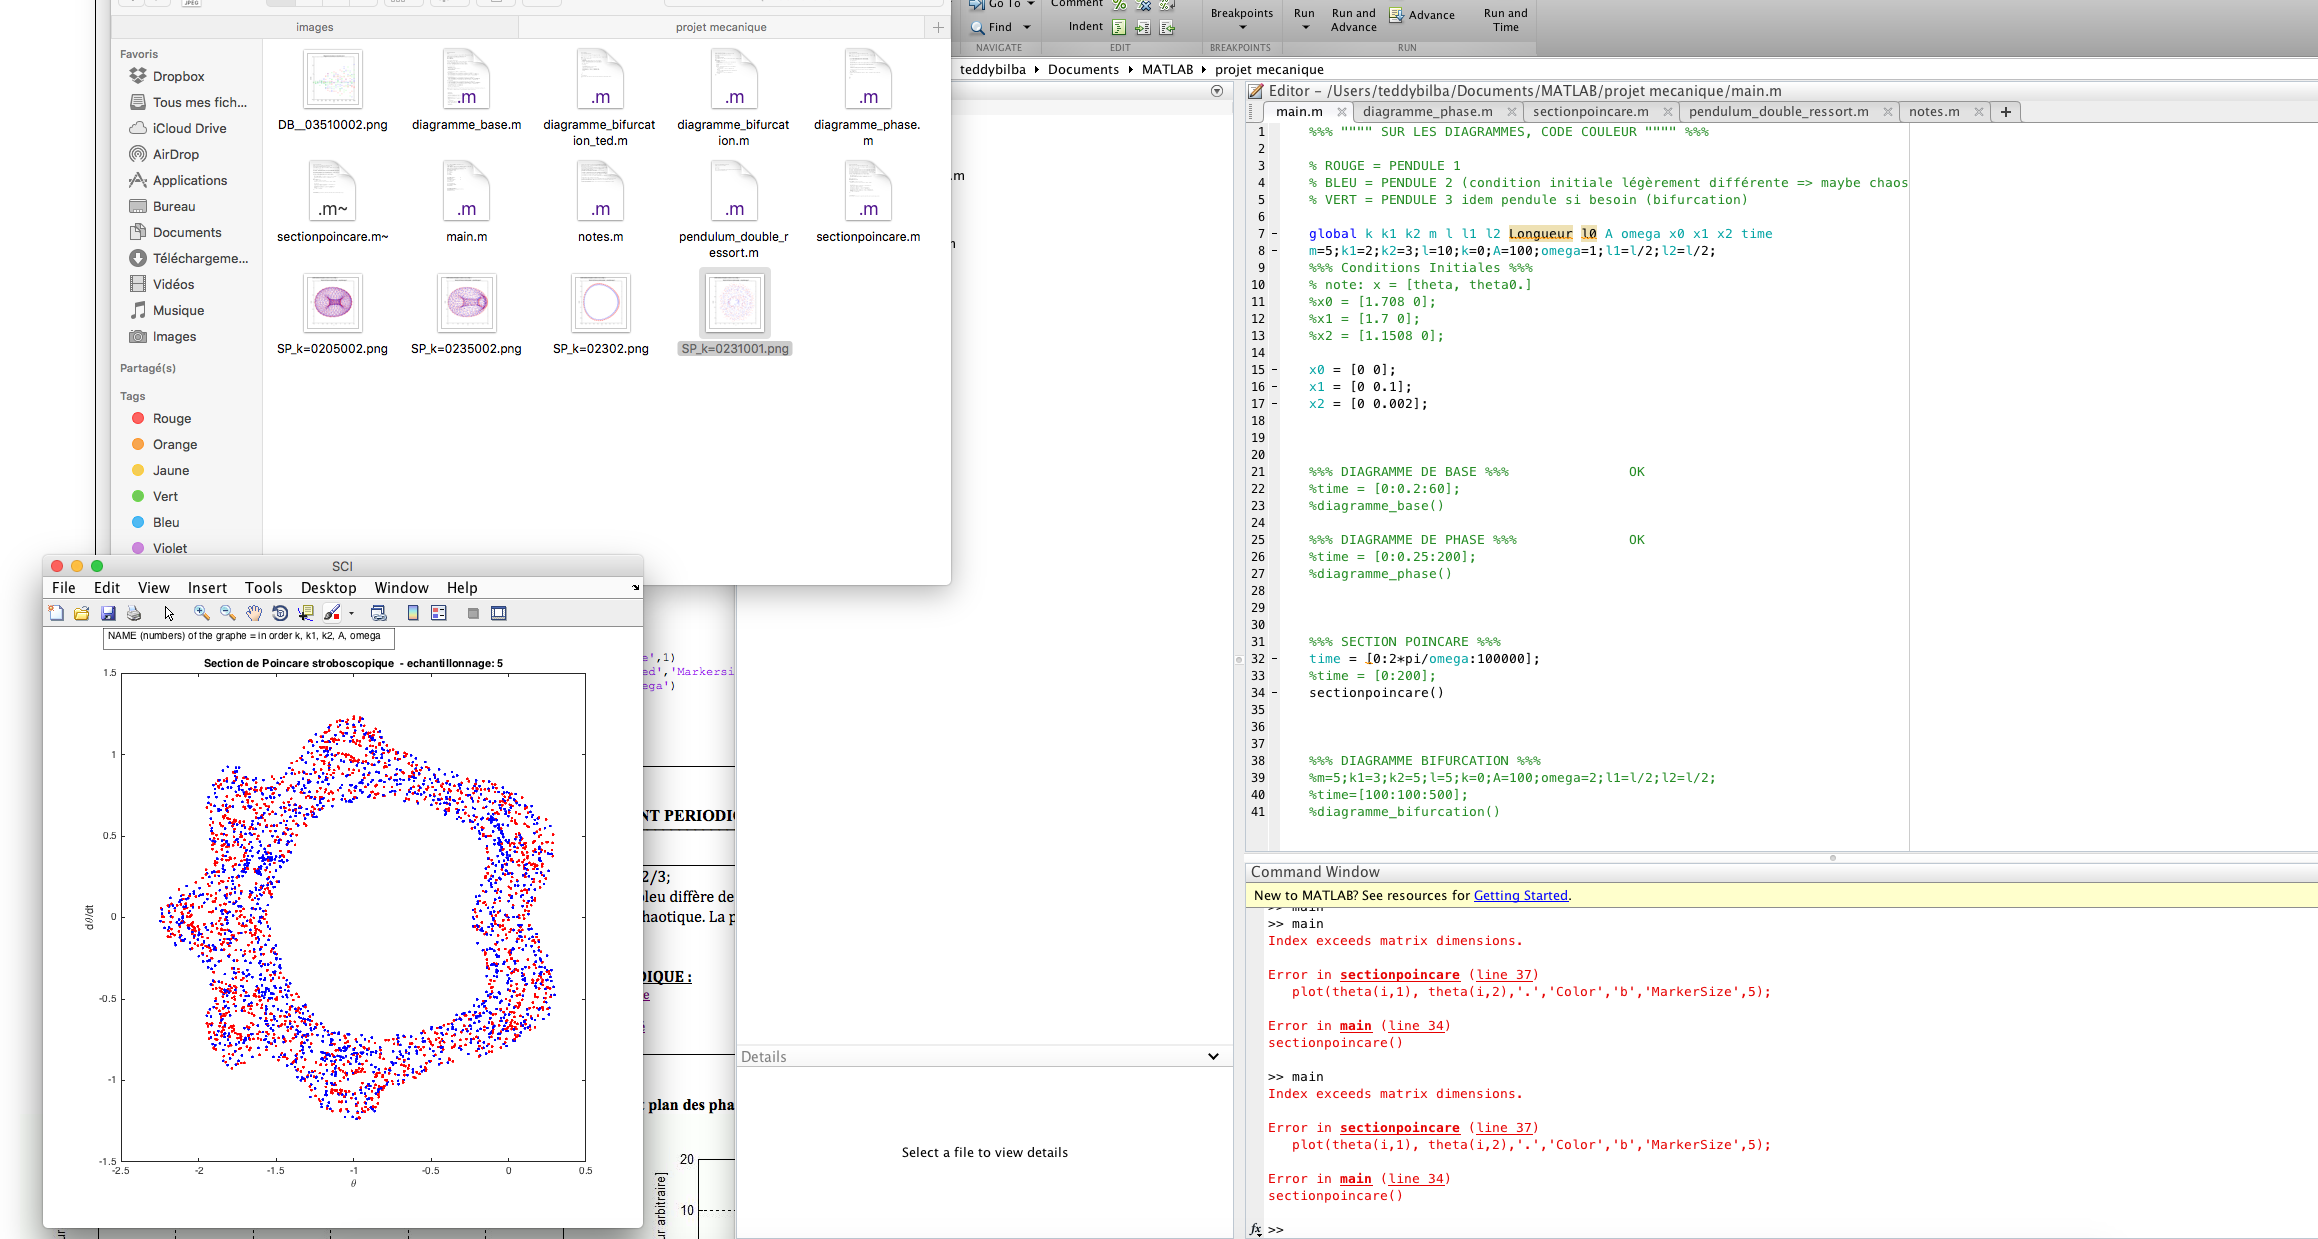 images
projet mecanique
Favoris
Dropbox
Tous mes fich...
iCloud Drive
AirDrop
Applications
Bureau
Documents
Téléchargeme...
Vidéos
Musique
Images
Partagé(s)
Tags
Rouge
Orange
Jaune
Vert
Bleu
Violet
DB__03510002.png
diagramme_base.m
diagramme_bifurcat
ion_ted.m
diagramme_bifurcat
ion.m
diagramme_phase.
m
.m~
.m
sectionpoincare.m~
main.m
notes.m
pendulum_double_r
essort.m
sectionpoincare.m
SP_k=0205002.png
SP_k=0235002.png
SP_k=02302.png
SP_k=0231001.png
SCI
File Edit View Insert Tools Desktop Window Help
NAME (numbers) of the graphe = in order k, k1, k2, A, omega
Section de Poincare stroboscopique - echantillonnage: 5
1.5
1
0.5
0
-0.5
-1
-1.5
-2.5 -2 -1.5 -1 -0.5 0 0.5
θ
dθ/dt
e',1)
ed','Markersi
ega')
NT PERIODI
2/3;
leu diffère de
haotique. La p
IQUE :
plan des pha
20
10
ur arbitraire]
Details
Select a file to view details
Go To
Find
NAVIGATE
Comment
Indent
EDIT
Breakpoints
BREAKPOINTS
Run
Run and
Advance
Advance
Run and
Time
RUN
teddybilba Documents MATLAB projet mecanique
Editor - /Users/teddybilba/Documents/MATLAB/projet mecanique/main.m
main.m diagramme_phase.m sectionpoincare.m pendulum_double_ressort.m notes.m
1 %%% """" SUR LES DIAGRAMMES, CODE COULEUR """" %%%
2
3 % ROUGE = PENDULE 1
4 % BLEU = PENDULE 2 (condition initiale légèrement différente => maybe chaos
5 % VERT = PENDULE 3 idem pendule si besoin (bifurcation)
6
7 global k k1 k2 m l l1 l2 Longueur l0 A omega x0 x1 x2 time
8 m=5;k1=2;k2=3;l=10;k=0;A=100;omega=1;l1=l/2;l2=l/2;
9 %%% Conditions Initiales %%%
10 % note: x = [theta, theta0.]
11 %x0 = [1.708 0];
12 %x1 = [1.7 0];
13 %x2 = [1.1508 0];
14
15 x0 = [0 0];
16 x1 = [0 0.1];
17 x2 = [0 0.002];
18
19
20
21 %%% DIAGRAMME DE BASE %%% OK
22 %time = [0:0.2:60];
23 %diagramme_base()
24
25 %%% DIAGRAMME DE PHASE %%% OK
26 %time = [0:0.25:200];
27 %diagramme_phase()
28
29
30
31 %%% SECTION POINCARE %%%
32 time = [0:2*pi/omega:100000];
33 %time = [0:200];
34 sectionpoincare()
35
36
37
38 %%% DIAGRAMME BIFURCATION %%%
39 %m=5;k1=3;k2=5;l=5;k=0;A=100;omega=2;l1=l/2;l2=l/2;
40 %time=[100:100:500];
41 %diagramme_bifurcation()
Command Window
New to MATLAB? See resources for Getting Started.
>> main
>> main
Index exceeds matrix dimensions.
Error in sectionpoincare (line 37)
plot(theta(i,1), theta(i,2),'.','Color','b','MarkerSize',5);
Error in main (line 34)
sectionpoincare()
>> main
Index exceeds matrix dimensions.
Error in sectionpoincare (line 37)
plot(theta(i,1), theta(i,2),'.','Color','b','MarkerSize',5);
Error in main (line 34)
sectionpoincare()
fx >>